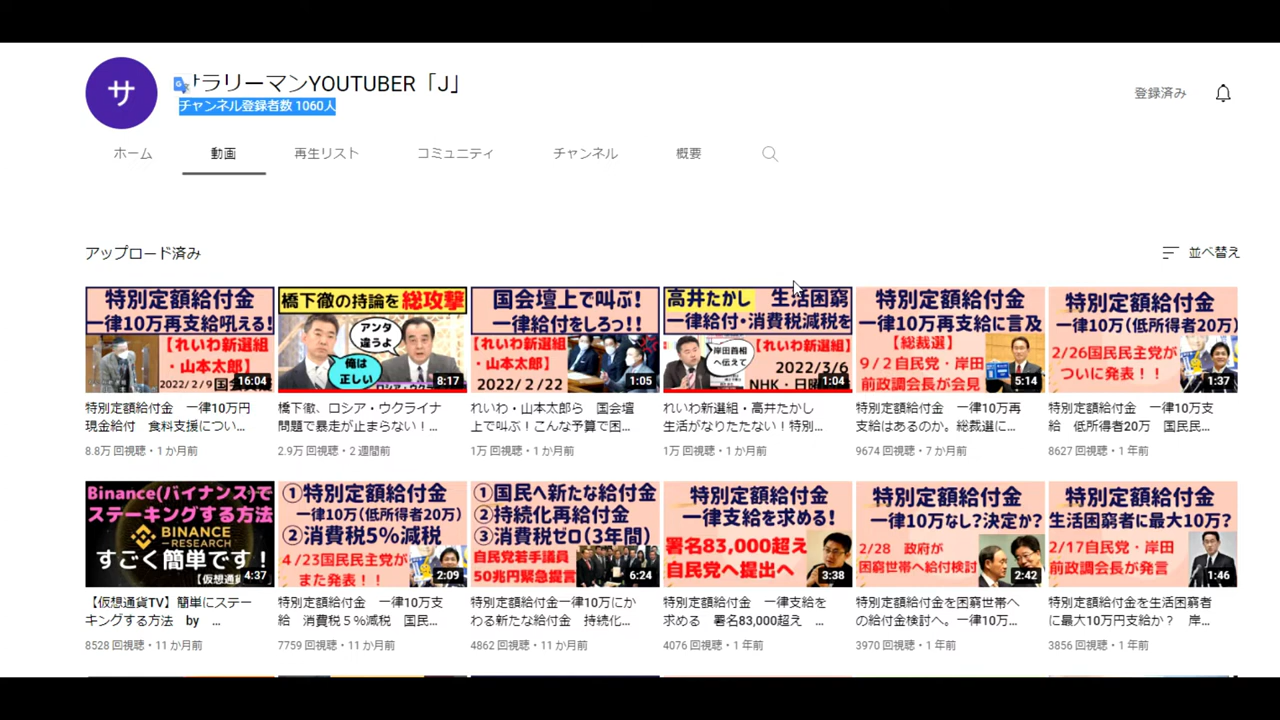 サ
サラリーマンYOUTUBER「J」
チャンネル登録者数 1060人
登録済み
ホーム 動画 再生リスト コミュニティ チャンネル 概要
アップロード済み
並べ替え
特別定額給付金
一律10万再支給吠える!
【れいわ新選組
・山本太郎】
2022/2/9 国会
16:04
特別定額給付金 一律10万円
現金給付 食料支援につい...
8.8万 回視聴・1 か月前
橋下徹の持論を総攻撃
アンタ
違うよ
俺は
正しい
ロシア・ウクライナ
8:17
橋下徹、ロシア・ウクライナ
問題で暴走が止まらない！...
2.9万 回視聴・2 週間前
国会壇上で叫ぶ!
一律給付をしろっ!!
【れいわ新選組
・山本太郎】
2022/2/22
1:05
れいわ・山本太郎ら 国会壇
上で叫ぶ！こんな予算で困...
1万 回視聴・1 か月前
高井たかし 生活困窮
一律給付・消費税減税を
岸田首相
へ伝えて
【れいわ新選組】
2022/3/6
NHK・日曜
1:04
れいわ新選組・高井たかし
生活がなりたたない！特別...
1万 回視聴・1 か月前
特別定額給付金
一律10万再支給に言及
【総裁選】
9/2自民党・岸田
前政調会長が会見
5:14
特別定額給付金 一律10万再
支給はあるのか。総裁選に...
9674 回視聴・7 か月前
特別定額給付金
一律10万(低所得者20万)
2/26国民民主党が
ついに発表！！
1:37
特別定額給付金 一律10万支
給 低所得者20万 国民民...
8627 回視聴・1 年前
Binance(バイナンス)で
ステーキングする方法
BINANCE
RESEARCH
すごく簡単です！
【仮想通貨
4:37
【仮想通貨TV】簡単にステー
キングする方法 by ...
8528 回視聴・11 か月前
①特別定額給付金
一律10万(低所得者20万)
②消費税5%減税
4/23国民民主党が
また発表！！
2:09
特別定額給付金 一律10万支
給 消費税５%減税 国民...
7759 回視聴・11 か月前
①国民へ新たな給付金
②持続化再給付金
③消費税ゼロ(3年間)
自民党若手議員
50兆円緊急提言
6:24
特別定額給付金一律10万にか
わる新たな給付金 持続化...
4862 回視聴・11 か月前
特別定額給付金
一律支給を求める!
署名83,000超え
自民党へ提出へ
3:38
特別定額給付金 一律支給を
求める 署名83,000超え ...
4076 回視聴・1 年前
特別定額給付金
一律10万なし?決定か?
2/28 政府が
困窮世帯へ給付検討
2:42
特別定額給付金を困窮世帯へ
の給付金検討へ。一律10万...
3970 回視聴・1 年前
特別定額給付金
生活困窮者に最大10万?
2/17自民党・岸田
前政調会長が発言
1:46
特別定額給付金を生活困窮者
に最大10万円支給か？ 岸...
3856 回視聴・1 年前